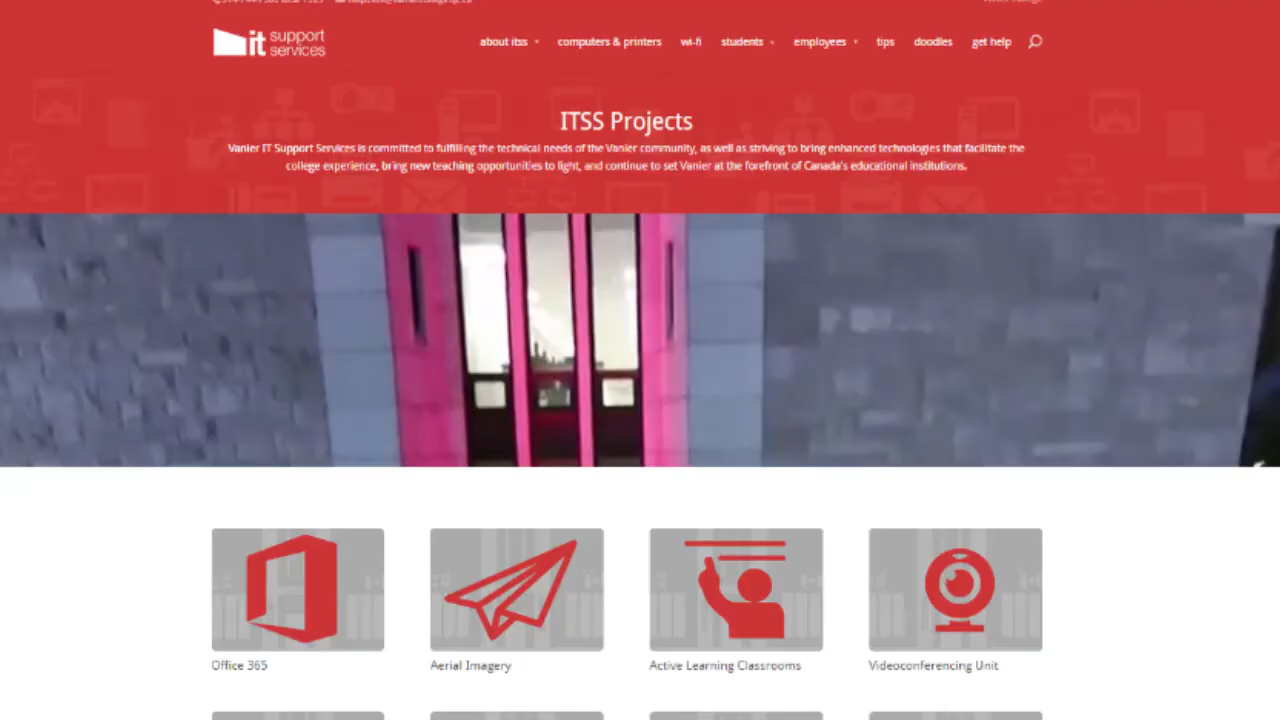 it support services
about itss computers & printers wi-fi students employees tips doodles get help
ITSS Projects
Vanier IT Support Services is committed to fulfilling the technical needs of the Vanier community, as well as striving to bring enhanced technologies that facilitate the
college experience, bring new teaching opportunities to light, and continue to set Vanier at the forefront of Canada's educational institutions.
Office 365 Aerial Imagery Active Learning Classrooms Videoconferencing Unit